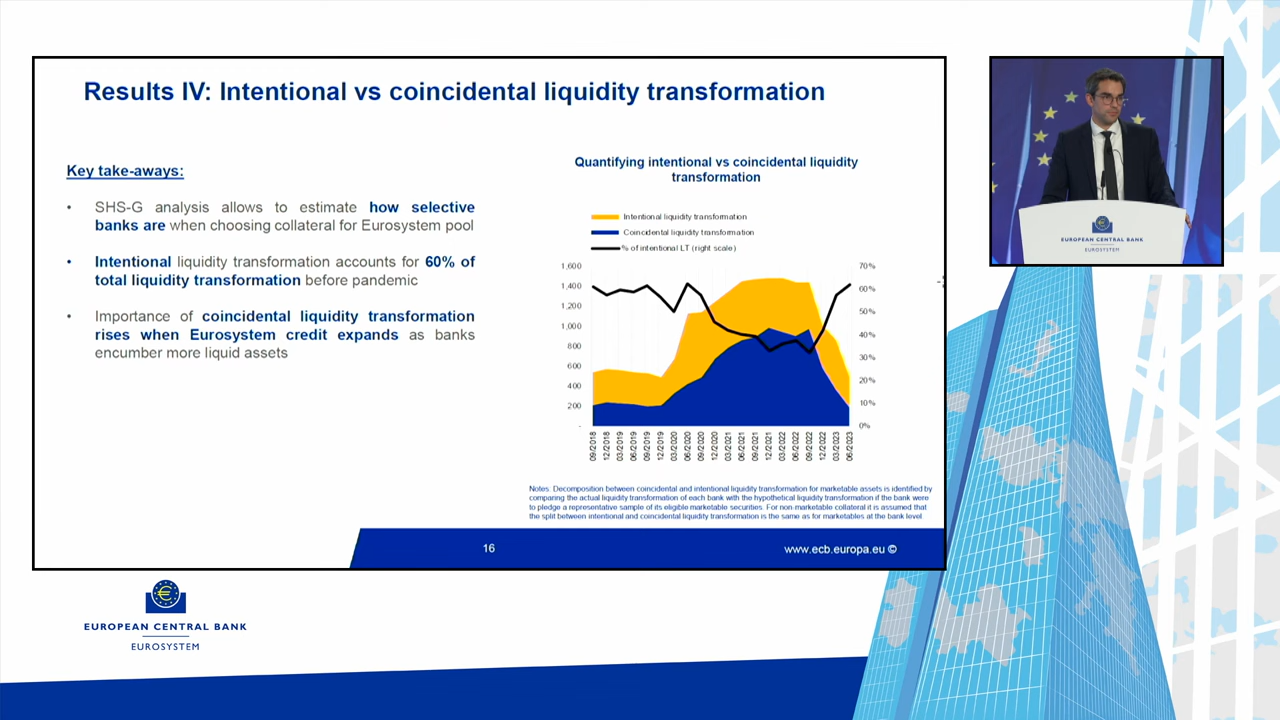 Results IV: Intentional vs coincidental liquidity transformation
Key take-aways:
• SHS-G analysis allows to estimate how selective
banks are when choosing collateral for Eurosystem pool
• Intentional liquidity transformation accounts for 60% of
total liquidity transformation before pandemic
• Importance of coincidental liquidity transformation
rises when Eurosystem credit expands as banks
encumber more liquid assets
Quantifying intentional vs coincidental liquidity
transformation
Intentional liquidity transformation
Coincidental liquidity transformation
% of intentional LT (right scale)
1,600
1,400
1,200
1,000
800
600
400
200
-
70%
60%
50%
40%
30%
20%
10%
0%
09/2018
12/2018
03/2019
06/2019
09/2019
12/2019
03/2020
06/2020
09/2020
12/2020
03/2021
06/2021
09/2021
12/2021
03/2022
06/2022
09/2022
12/2022
03/2023
06/2023
Notes: Decomposition between coincidental and intentional liquidity transformation for marketable assets is identified by
comparing the actual liquidity transformation of each bank with the hypothetical liquidity transformation if the bank were
to pledge a representative sample of its eligible marketable securities. For non-marketable collateral it is assumed that
the split between intentional and coincidental liquidity transformation is the same as for marketables at the bank level.
16
www.ecb.europa.eu ©
EUROPEAN CENTRAL BANK
EUROSYSTEM
EUROPEAN CENTRAL BANK
EUROSYSTEM